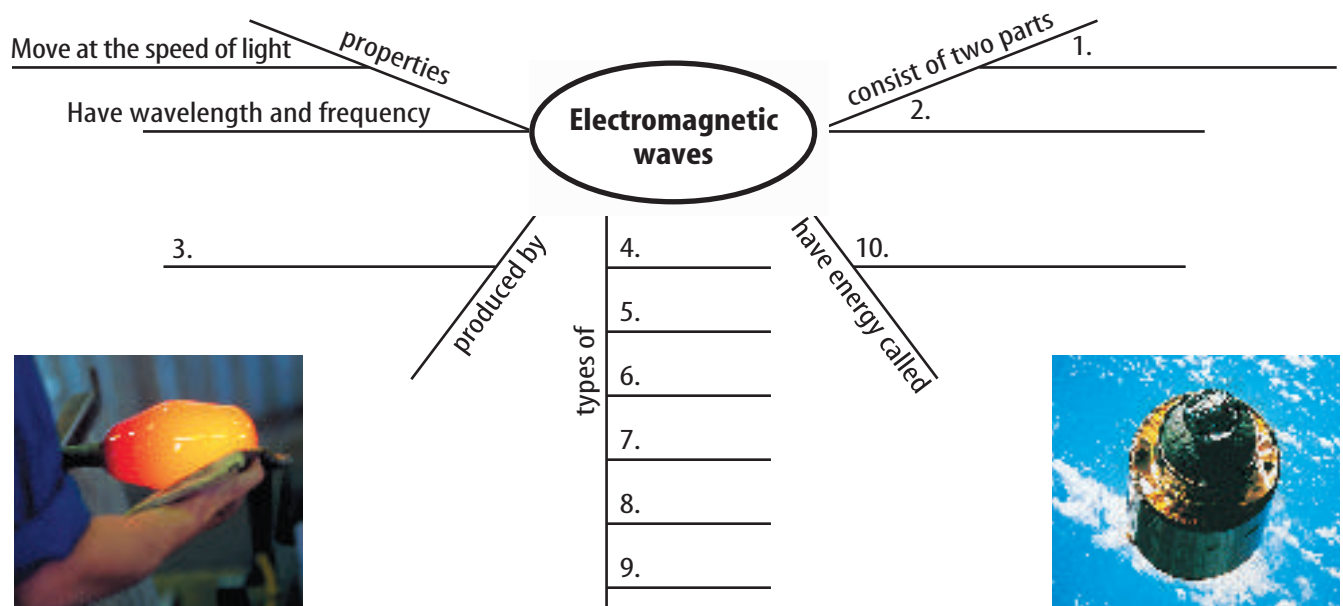 properties
Move at the speed of light
Have wavelength and frequency
Electromagnetic
waves
consist of two parts
1.
2.
produced by
3.
types of
4.
5.
6.
7.
8.
9.
have energy called
10.